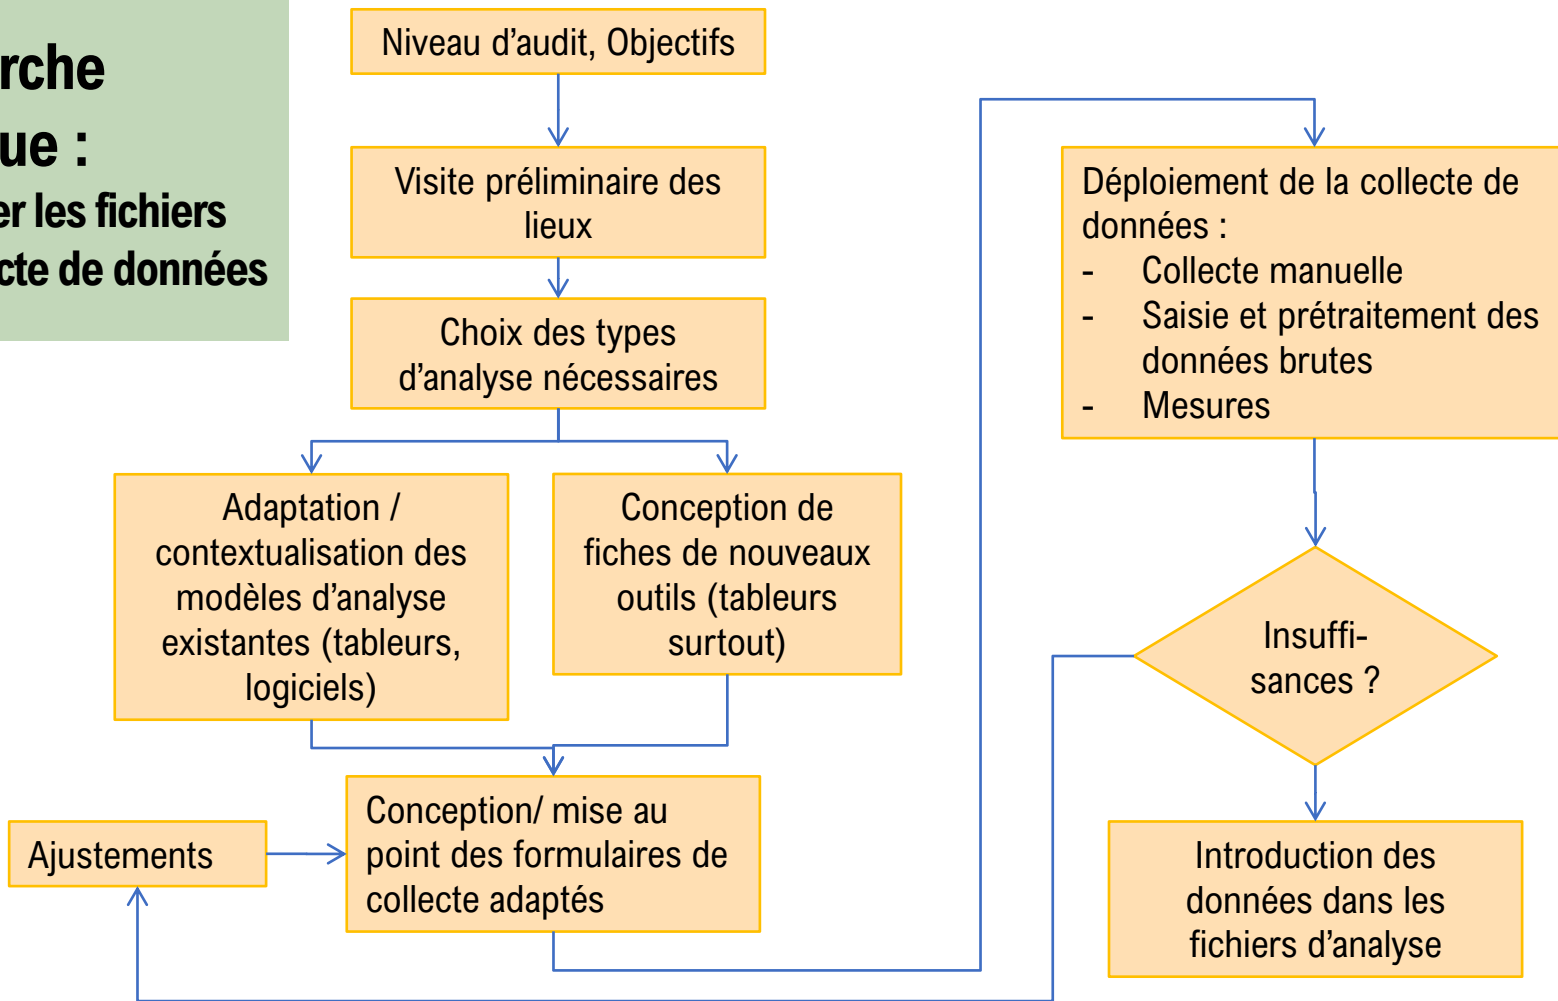 rche
ue :
er les fichiers
cte de données
Niveau d'audit, Objectifs
Visite préliminaire des
lieux
Choix des types
d'analyse nécessaires
Adaptation /
contextualisation des
modèles d'analyse
existantes (tableurs,
logiciels)
Conception de
fiches de nouveaux
outils (tableurs
surtout)
Ajustements
Conception/ mise au
point des formulaires de
collecte adaptés
Déploiement de la collecte de
données :
- Collecte manuelle
- Saisie et prétraitement des
données brutes
- Mesures
Insuffi-
sances ?
Introduction des
données dans les
fichiers d'analyse